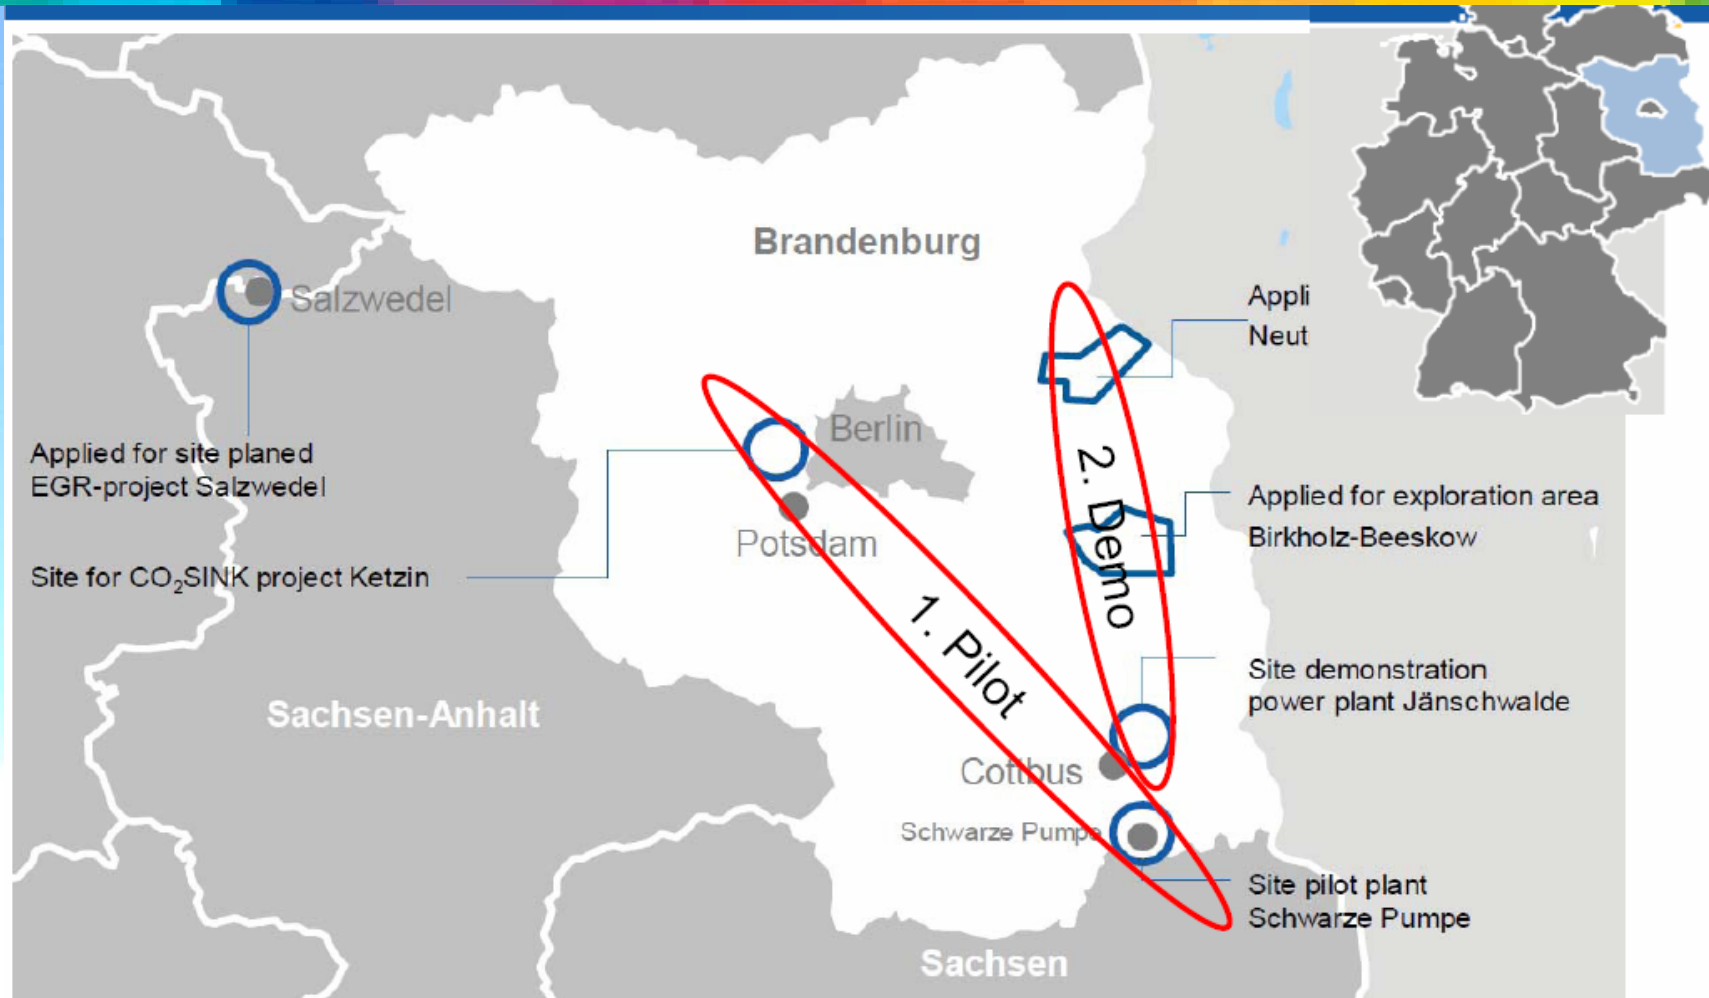 Brandenburg
Salzwedel
Appli
Neut
Berlin
Applied for site planed
EGR-project Salzwedel
2. Demo
Applied for exploration area
Birkholz-Beeskow
Potsdam
Site for CO₂SINK project Ketzin
1. Pilot
Site demonstration
power plant Jänschwalde
Sachsen-Anhalt
Cottbus
Schwarze Pumpe
Site pilot plant
Schwarze Pumpe
Sachsen